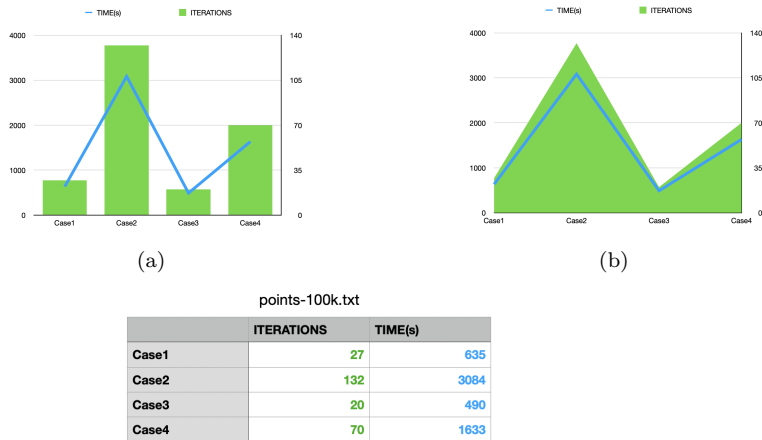 TIME(s) ITERATIONS
4000 140
3000 105
2000 70
1000 35
0 0
Case1 Case2 Case3 Case4
(a)
TIME(s) ITERATIONS
4000 140
3000 105
2000 70
1000 35
0 0
Case1 Case2 Case3 Case4
(b)
points-100k.txt
ITERATIONS TIME(s)
Case1 27 635
Case2 132 3084
Case3 20 490
Case4 70 1633